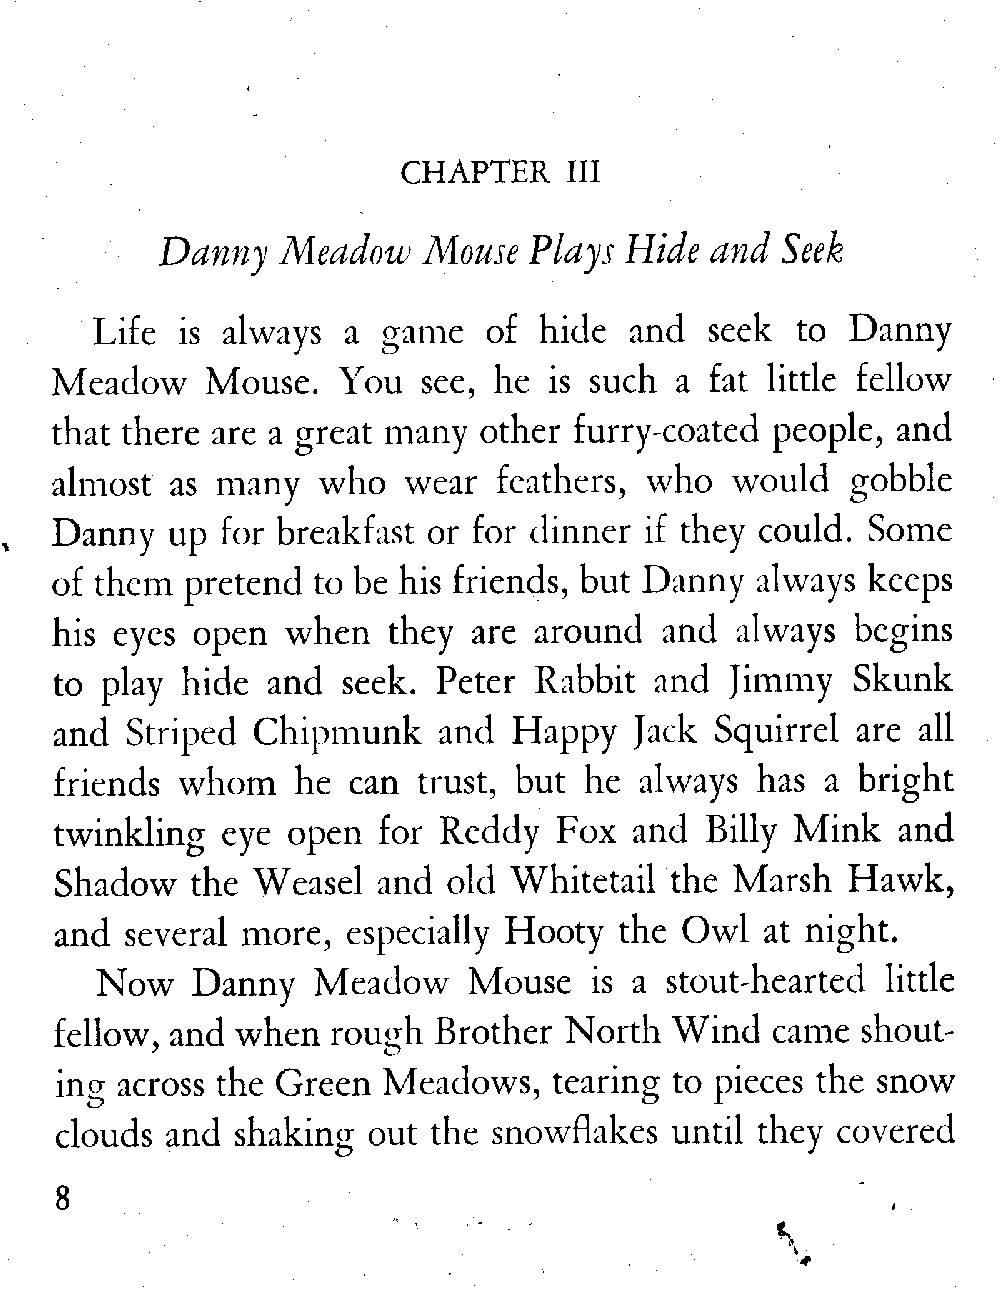 CHAPTER III
Danny Meadow Mouse Plays Hide and Seek
Life is always a game of hide and seek to Danny
Meadow Mouse. You see, he is such a fat little fellow
that there are a great many other furry-coated people, and
almost as many who wear feathers, who would gobble
Danny up for breakfast or for dinner if they could. Some
of them pretend to be his friends, but Danny always keeps
his eyes open when they are around and always begins
to play hide and seek. Peter Rabbit and Jimmy Skunk
and Striped Chipmunk and Happy Jack Squirrel are all
friends whom he can trust, but he always has a bright
twinkling eye open for Reddy Fox and Billy Mink and
Shadow the Weasel and old Whitetail the Marsh Hawk,
and several more, especially Hooty the Owl at night.
Now Danny Meadow Mouse is a stout-hearted little
fellow, and when rough Brother North Wind came shout-
ing across the Green Meadows, tearing to pieces the snow
clouds and shaking out the snowflakes until they covered
8